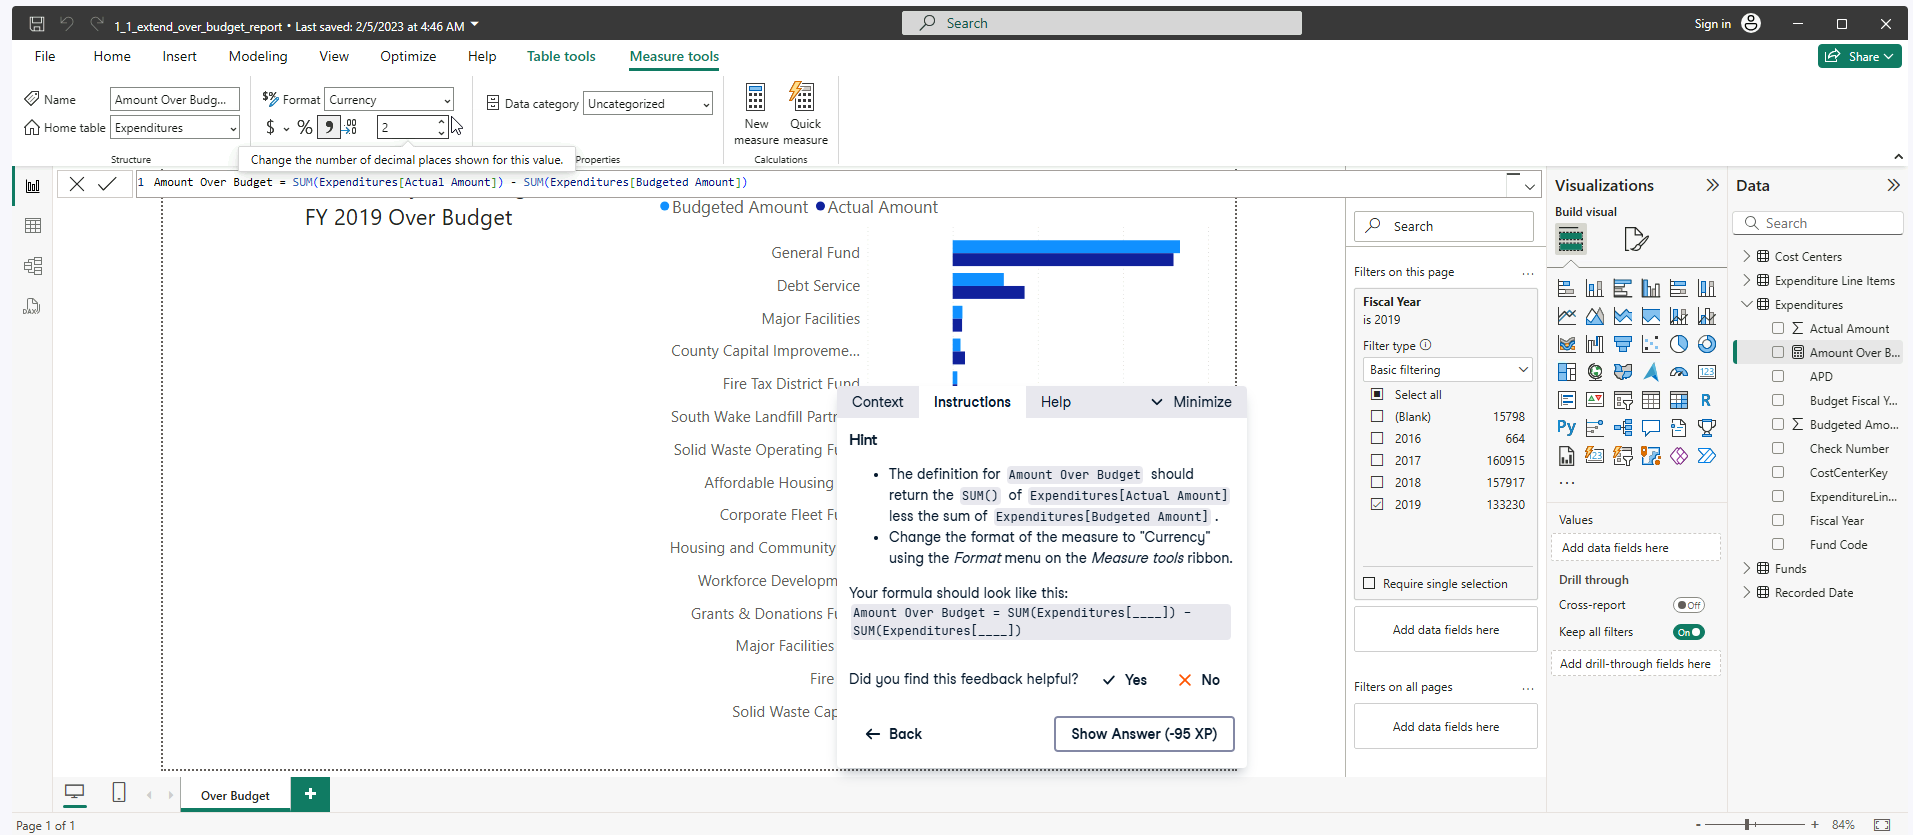 1_1_extend_over_budget_report • Last saved: 2/5/2023 at 4:46 AM
Search
Sign in
File Home Insert Modeling View Optimize Help Table tools Measure tools
Share
Name Amount Over Budg...
Home table Expenditures
Structure
$% Format Currency
$ % 9 .00 2
Change the number of decimal places shown for this value.
Data category Uncategorized
Properties
New measure
Quick measure
Calculations
1 Amount Over Budget = SUM(Expenditures[Actual Amount]) - SUM(Expenditures[Budgeted Amount])
FY 2019 Over Budget
Budgeted Amount Actual Amount
General Fund
Debt Service
Major Facilities
County Capital Improveme...
Fire Tax District Fund
South Wake Landfill Partr
Solid Waste Operating Fu
Affordable Housing
Corporate Fleet Fu
Housing and Community
Workforce Developm
Grants & Donations Fu
Major Facilities
Fire
Solid Waste Cap
Context Instructions Help Minimize
Hint
• The definition for Amount Over Budget should
return the SUM() of Expenditures[Actual Amount]
less the sum of Expenditures[Budgeted Amount] .
• Change the format of the measure to "Currency"
using the Format menu on the Measure tools ribbon.
Your formula should look like this:
Amount Over Budget = SUM(Expenditures[____]) -
SUM(Expenditures[____])
Did you find this feedback helpful? Yes No
Back Show Answer (-95 XP)
Search
Filters on this page ...
Fiscal Year
is 2019
Filter type
Basic filtering
Select all
(Blank) 15798
2016 664
2017 160915
2018 157917
2019 133230
Require single selection
Add data fields here
Filters on all pages ...
Add data fields here
Visualizations
Build visual
123
R
Py
123
...
Values
Add data fields here
Drill through
Cross-report Off
Keep all filters On
Add drill-through fields here
Data
Search
Cost Centers
Expenditure Line Items
Expenditures
Σ Actual Amount
Amount Over B...
APD
Budget Fiscal Y...
Σ Budgeted Amo...
Check Number
CostCenterKey
ExpenditureLin...
Fiscal Year
Fund Code
Funds
Recorded Date
DAX
Over Budget +
Page 1 of 1
- + 84%